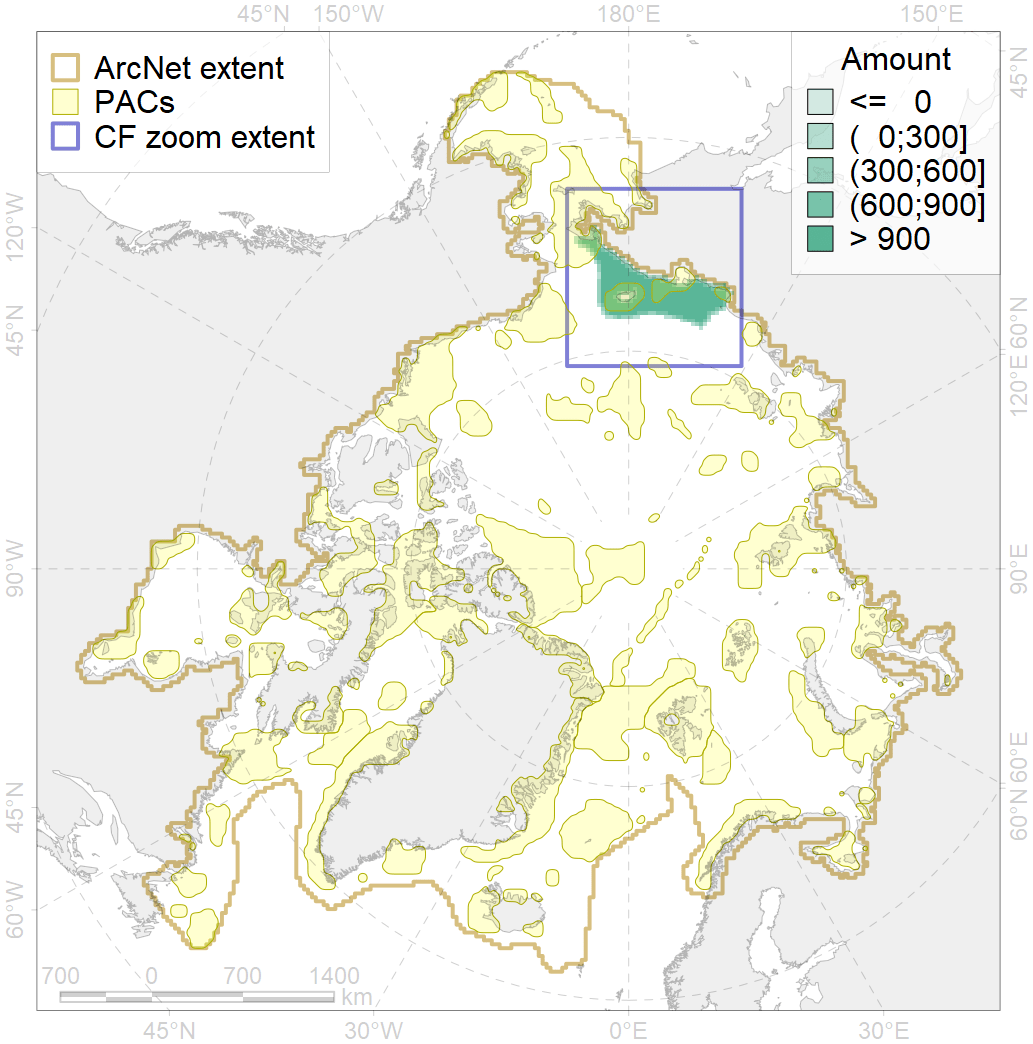 45°N 150°W 180°E 150°E
ArcNet extent
PACs
CF zoom extent
Amount
<= 0
( 0;300]
(300;600]
(600;900]
> 900
45°N
120°W
60°N
45°N
120°E
90°W
90°E
60°E
45°N
60°N
60°W
700 0 700 1400
km
45°N 30°W 0°E 30°E